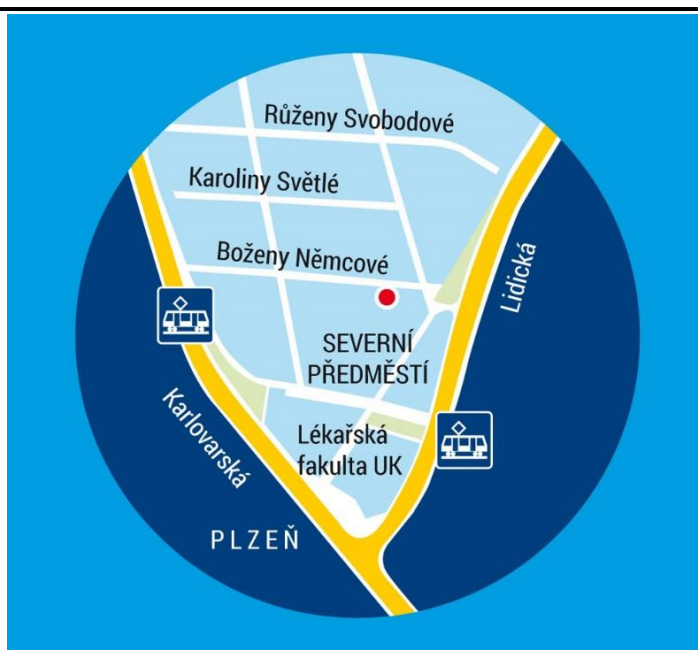 Růženy Svobodové
Karoliny Světlé
Boženy Němcové
Lidická
SEVERNÍ
PŘEDMĚSTÍ
Karlovarská
Lékařská
fakulta UK
PLZEŇ